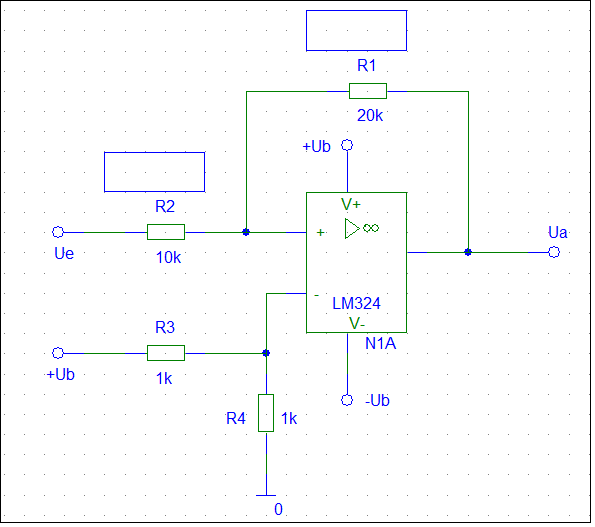 R1
20k
+Ub
R2
V+
+
∞
Ue
10k
Ua
-
LM324
R3
V-
N1A
+Ub
1k
-Ub
R4
1k
0